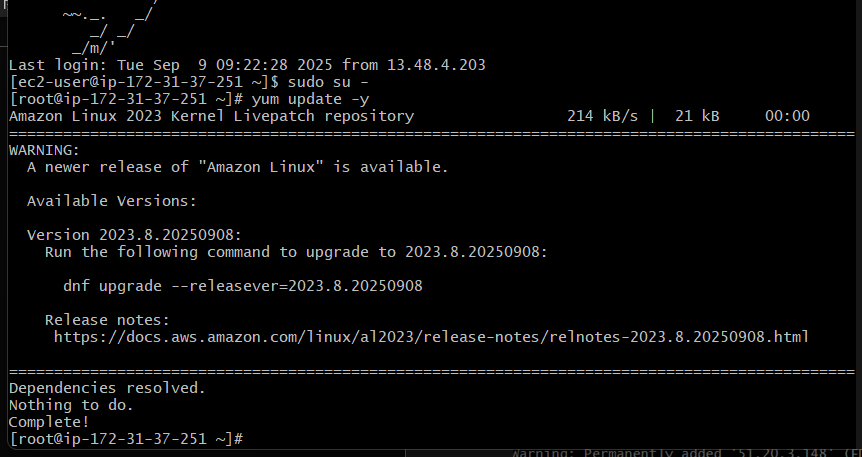 ~~._.   _/
_/ _/
_/m/'
Last login: Tue Sep  9 09:22:28 2025 from 13.48.4.203
[ec2-user@ip-172-31-37-251 ~]$ sudo su -
[root@ip-172-31-37-251 ~]# yum update -y
Amazon Linux 2023 Kernel Livepatch repository                 214 kB/s |  21 kB     00:00
==============================================================================================
WARNING:
  A newer release of "Amazon Linux" is available.
  Available Versions:
  Version 2023.8.20250908:
    Run the following command to upgrade to 2023.8.20250908:
      dnf upgrade --releasever=2023.8.20250908
    Release notes:
     https://docs.aws.amazon.com/linux/al2023/release-notes/relnotes-2023.8.20250908.html
==============================================================================================
Dependencies resolved.
Nothing to do.
Complete!
[root@ip-172-31-37-251 ~]#
Warning: Permanently added '51.20.3.148' (E